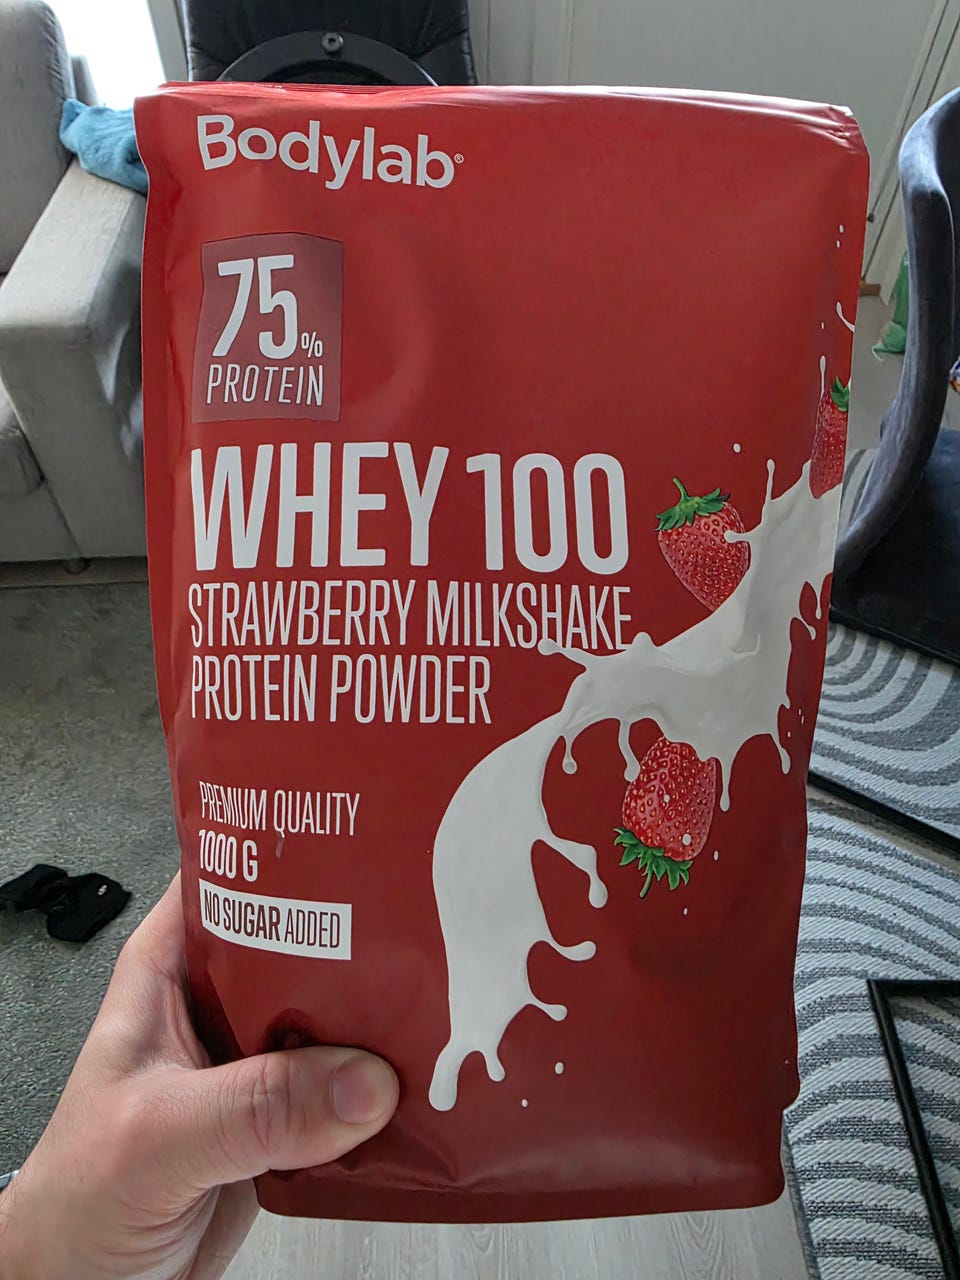 Bodylab®
75%
PROTEIN
WHEY 100
STRAWBERRY MILKSHAKE
PROTEIN POWDER
PREMIUM QUALITY
1000 G
NO SUGAR ADDED